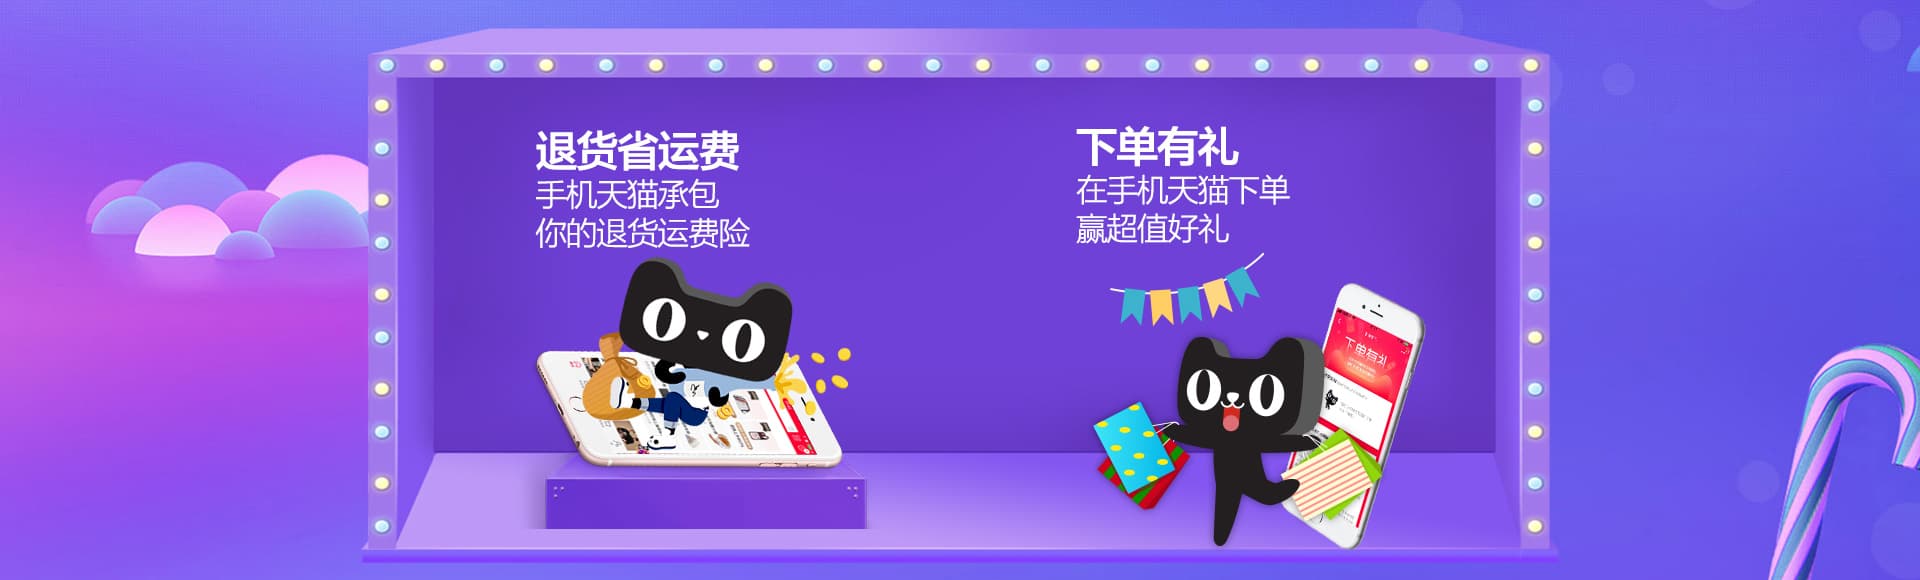 退货省运费
手机天猫承包
你的退货运费险
下单有礼
在手机天猫下单
赢超值好礼
下单有礼